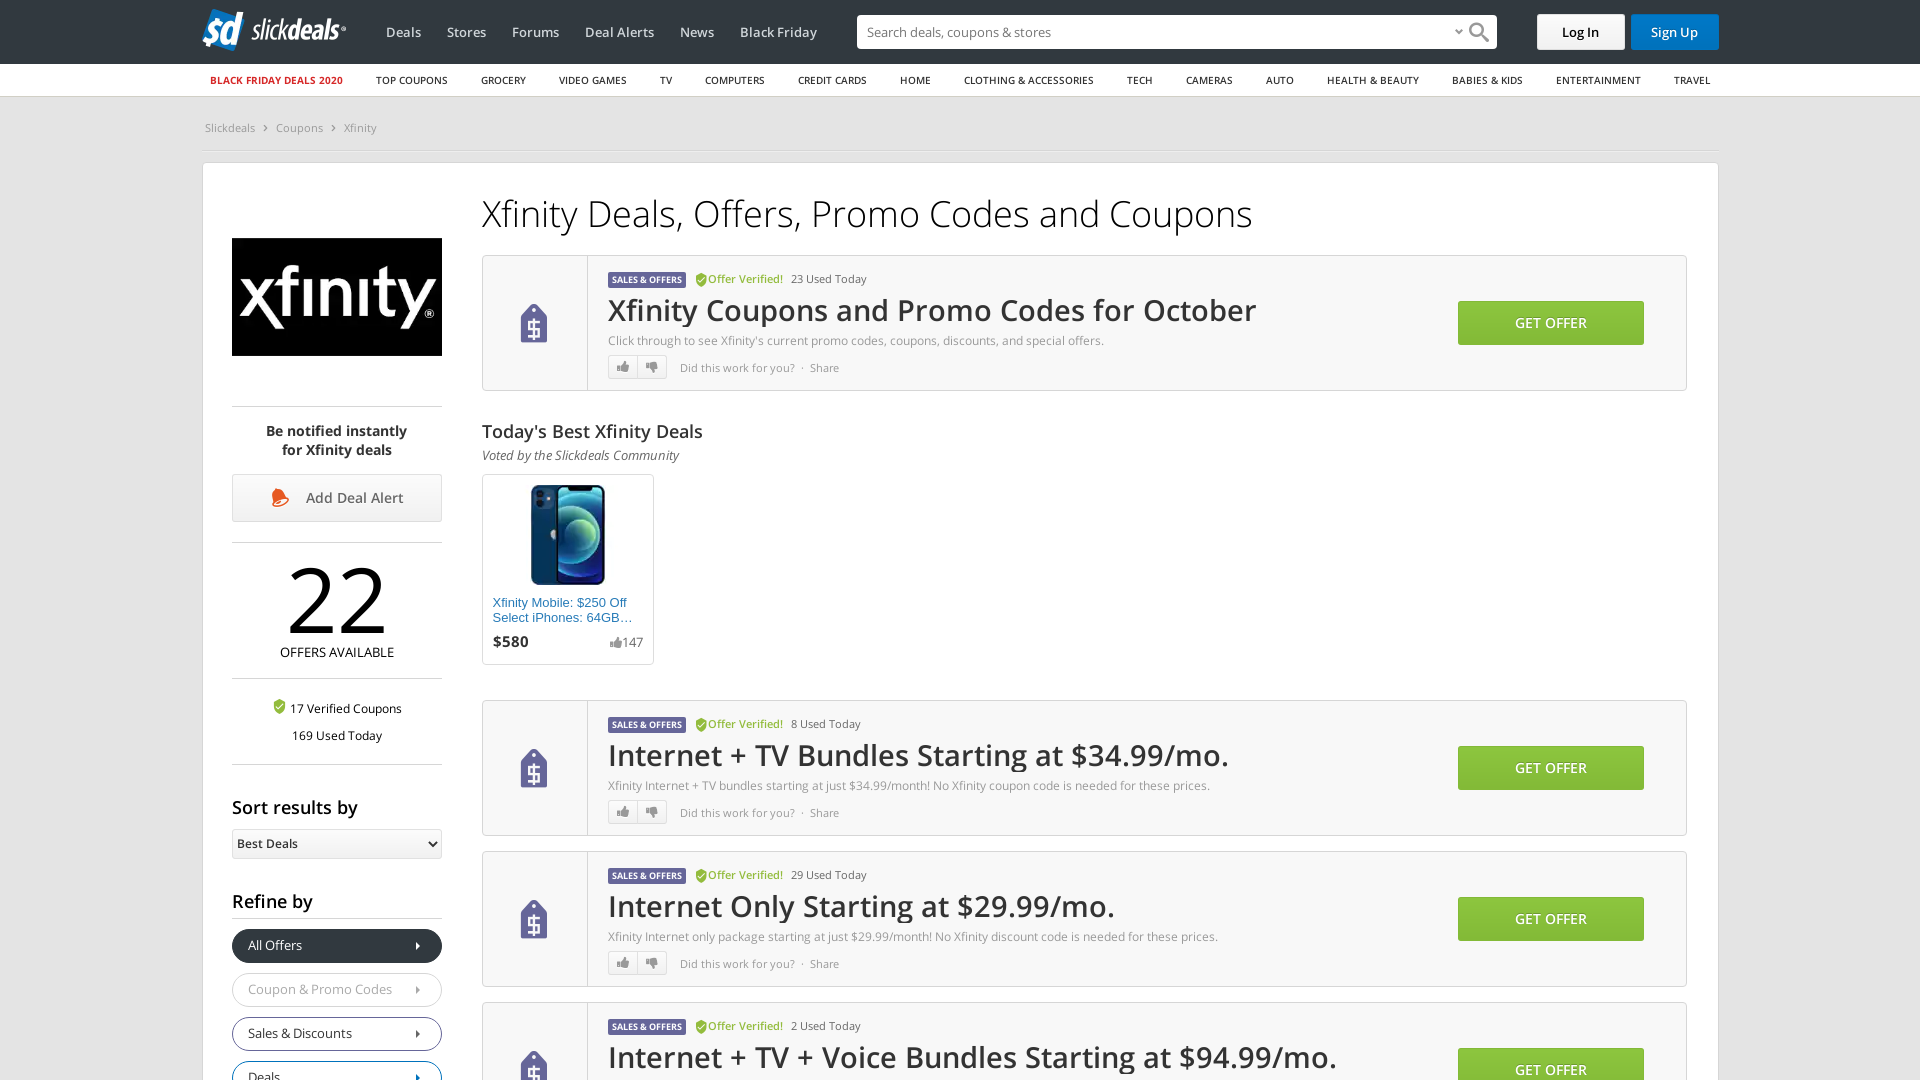 sd slickdeals®
Deals
Stores
Forums
Deal Alerts
News
Black Friday
Search deals, coupons & stores
Log In
Sign Up
BLACK FRIDAY DEALS 2020
TOP COUPONS
GROCERY
VIDEO GAMES
TV
COMPUTERS
CREDIT CARDS
HOME
CLOTHING & ACCESSORIES
TECH
CAMERAS
AUTO
HEALTH & BEAUTY
BABIES & KIDS
ENTERTAINMENT
TRAVEL
Slickdeals
Coupons
Xfinity
xfinity®
Be notified instantly
for Xfinity deals
Add Deal Alert
22
OFFERS AVAILABLE
17 Verified Coupons
169 Used Today
Sort results by
Best Deals
Refine by
All Offers
Coupon & Promo Codes
Sales & Discounts
Deals
Xfinity Deals, Offers, Promo Codes and Coupons
SALES & OFFERS Offer Verified! 23 Used Today
Xfinity Coupons and Promo Codes for October
Click through to see Xfinity's current promo codes, coupons, discounts, and special offers.
Did this work for you? · Share
GET OFFER
Today's Best Xfinity Deals
Voted by the Slickdeals Community
Xfinity Mobile: $250 Off
Select iPhones: 64GB…
$580 147
SALES & OFFERS Offer Verified! 8 Used Today
Internet + TV Bundles Starting at $34.99/mo.
Xfinity Internet + TV bundles starting at just $34.99/month! No Xfinity coupon code is needed for these prices.
Did this work for you? · Share
GET OFFER
SALES & OFFERS Offer Verified! 29 Used Today
Internet Only Starting at $29.99/mo.
Xfinity Internet only package starting at just $29.99/month! No Xfinity discount code is needed for these prices.
Did this work for you? · Share
GET OFFER
SALES & OFFERS Offer Verified! 2 Used Today
Internet + TV + Voice Bundles Starting at $94.99/mo.
GET OFFER